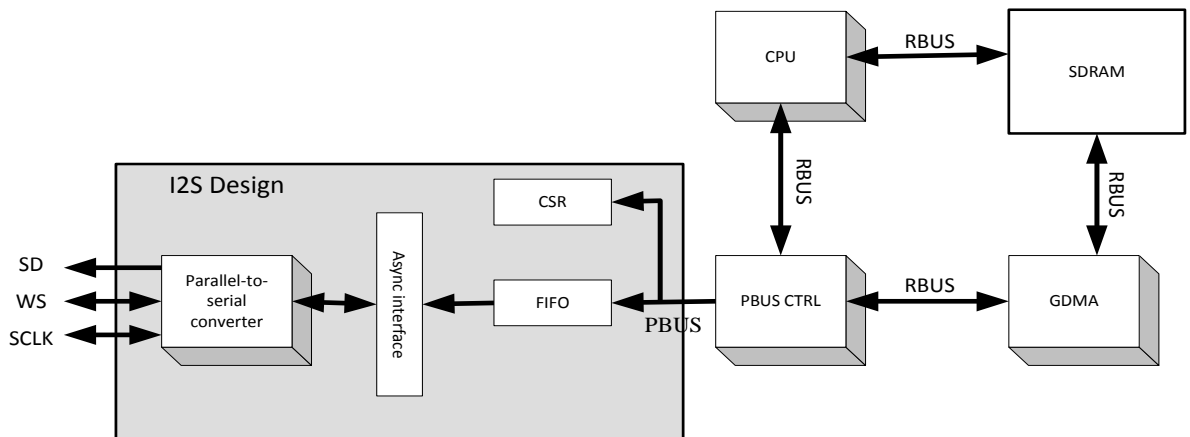 CPU
RBUS
SDRAM
RBUS
RBUS
I2S Design
CSR
SD
WS
SCLK
Parallel-to-
serial
converter
Async interface
FIFO
PBUS
PBUS CTRL
RBUS
GDMA